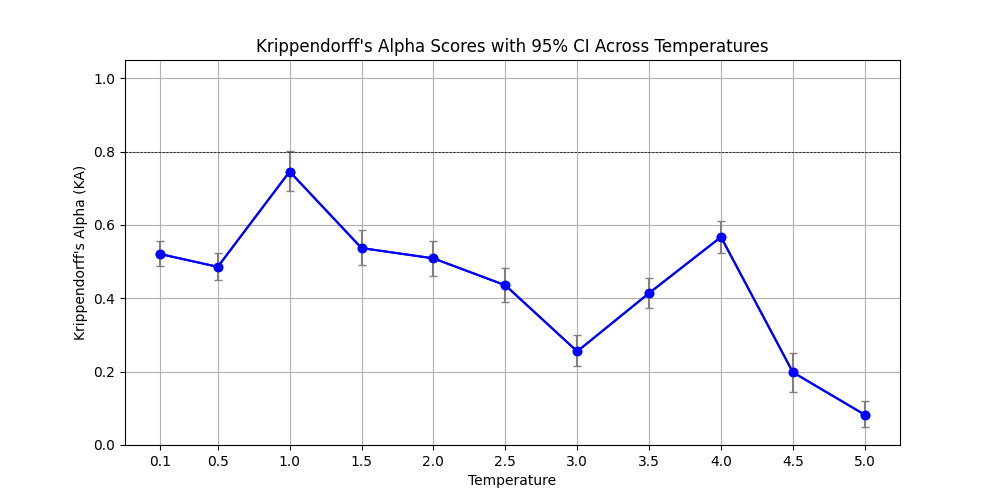 Krippendorff's Alpha Scores with 95% CI Across Temperatures
Krippendorff's Alpha (KA)
1.0
0.8
0.6
0.4
0.2
0.0
0.1 0.5 1.0 1.5 2.0 2.5 3.0 3.5 4.0 4.5 5.0
Temperature